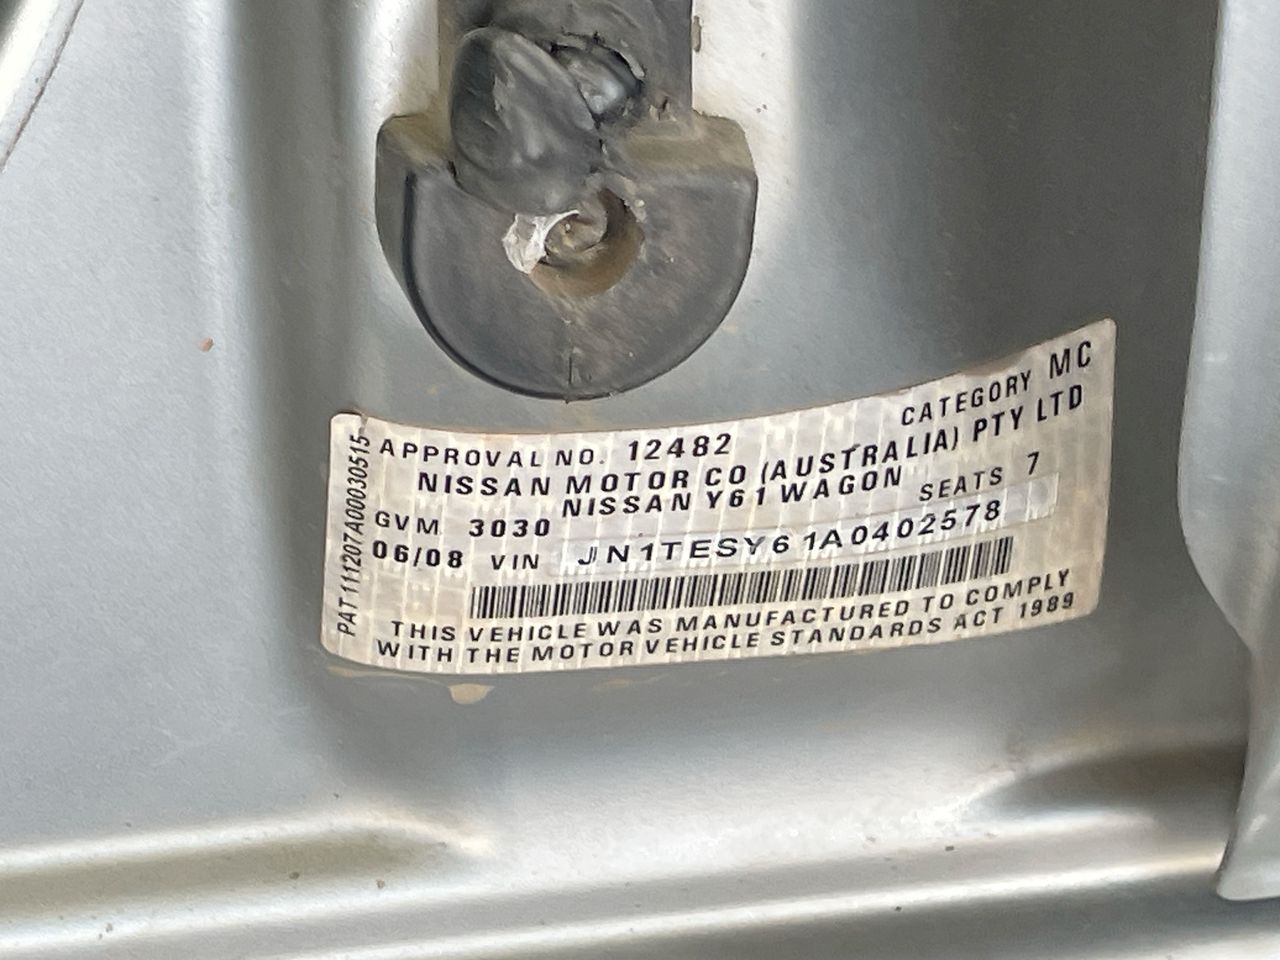 CATEGORY MC
APPROVAL NO. 12482
NISSAN MOTOR CO (AUSTRALIA) PTY LTD
NISSAN Y61 WAGON
GVM 3030
SEATS 7
06/08 VIN JN1TESY61A0402578
THIS VEHICLE WAS MANUFACTURED TO COMPLY
WITH THE MOTOR VEHICLE STANDARDS ACT 1989
PAT 111207A00030515